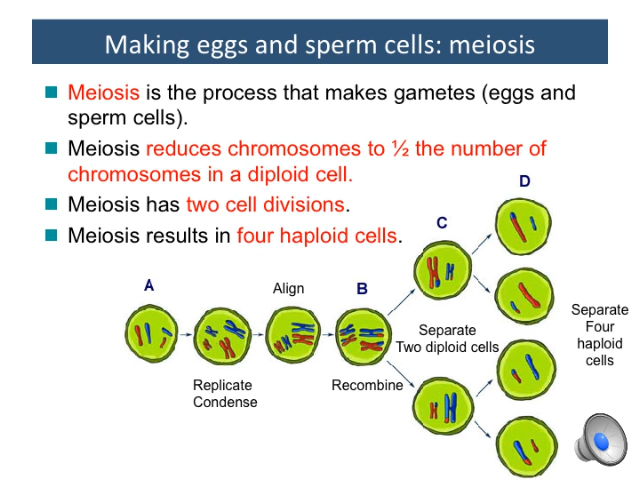 Making eggs and sperm cells: meiosis
Meiosis is the process that makes gametes (eggs and
sperm cells).
Meiosis reduces chromosomes to ½ the number of
chromosomes in a diploid cell.
Meiosis has two cell divisions.
Meiosis results in four haploid cells.
D
C
A
Align
B
Separate
Two diploid cells
Separate
Four
haploid
cells
Replicate
Condense
Recombine